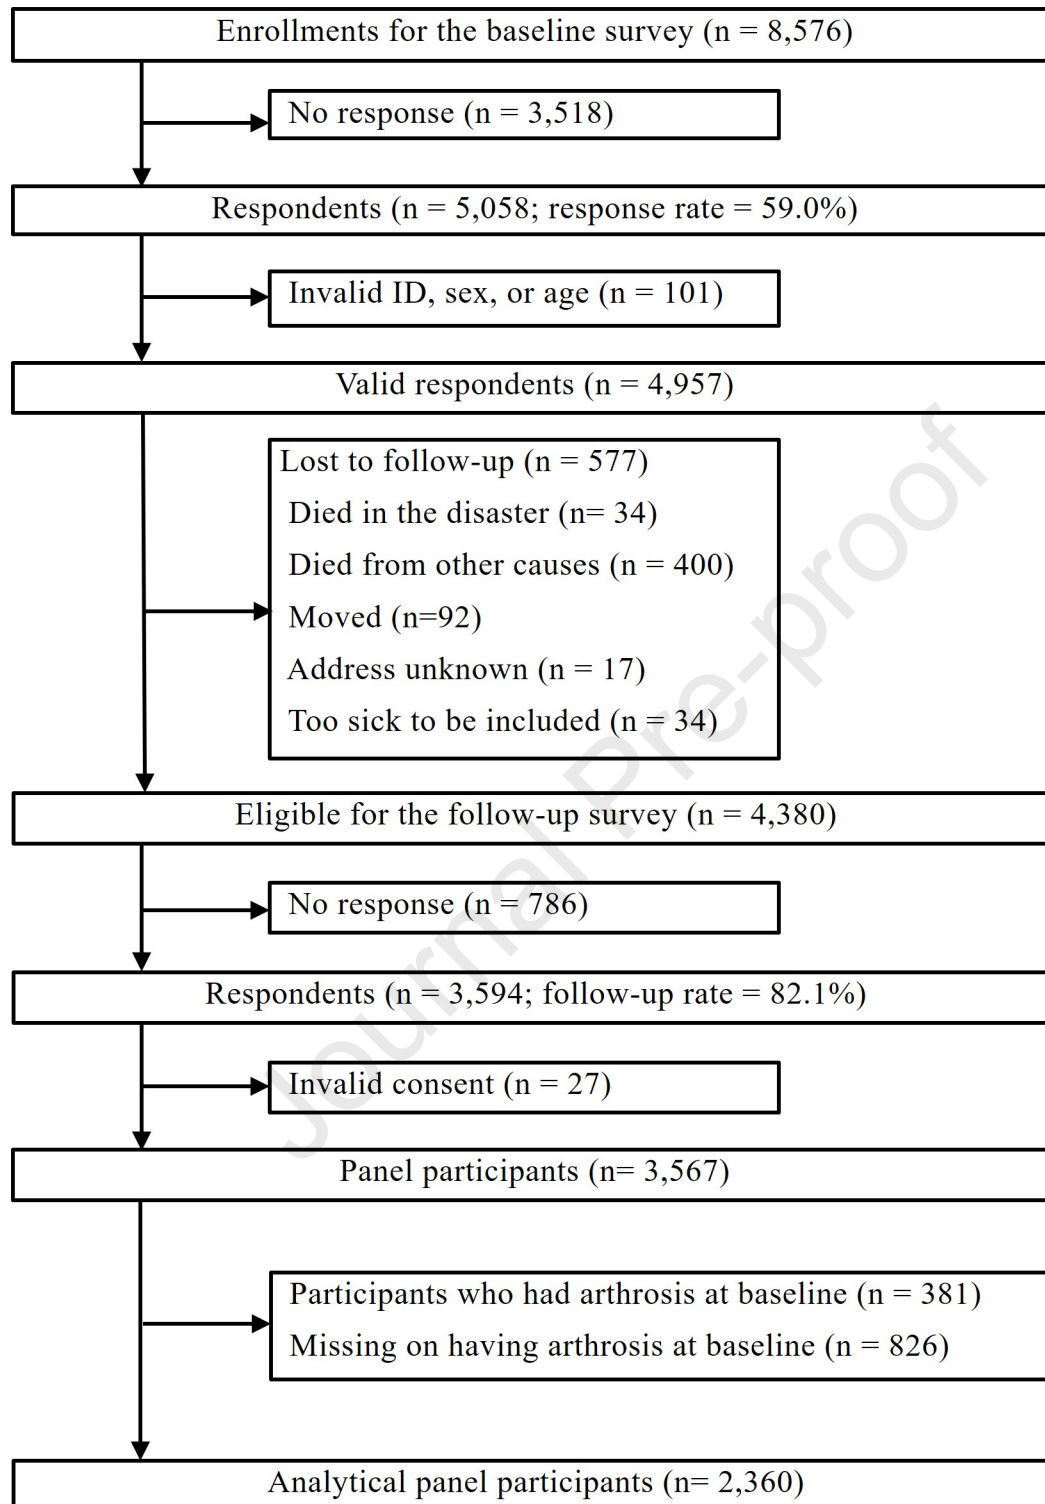 Enrollments for the baseline survey (n = 8,576)
No response (n = 3,518)
Respondents (n = 5,058; response rate = 59.0%)
Invalid ID, sex, or age (n = 101)
Valid respondents (n = 4,957)
Lost to follow-up (n = 577)
Died in the disaster (n= 34)
Died from other causes (n = 400)
Moved (n=92)
Address unknown (n = 17)
Too sick to be included (n = 34)
Eligible for the follow-up survey (n = 4,380)
No response (n = 786)
Respondents (n = 3,594; follow-up rate = 82.1%)
Invalid consent (n = 27)
Panel participants (n= 3,567)
Participants who had arthrosis at baseline (n = 381)
Missing on having arthrosis at baseline (n = 826)
Analytical panel participants (n= 2,360)
Journal Pre-proof